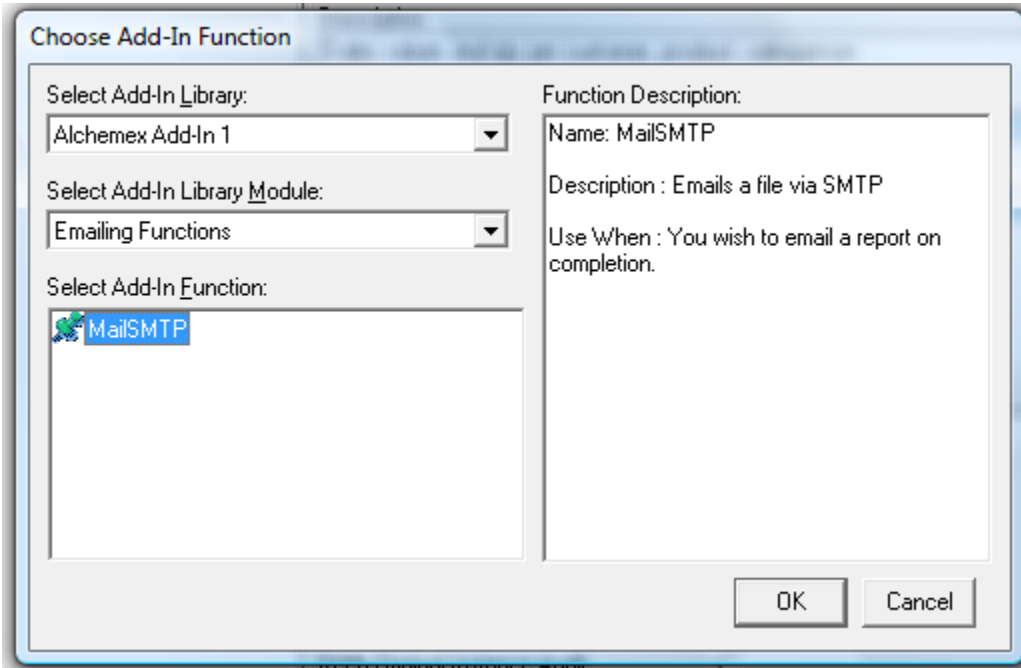 Choose Add-In Function
Select Add-In Library:
Alchemex Add-In 1
Select Add-In Library Module:
Emailing Functions
Select Add-In Function:
MailSMTP
Function Description:
Name: MailSMTP
Description : Emails a file via SMTP
Use When : You wish to email a report on
completion.
OK
Cancel